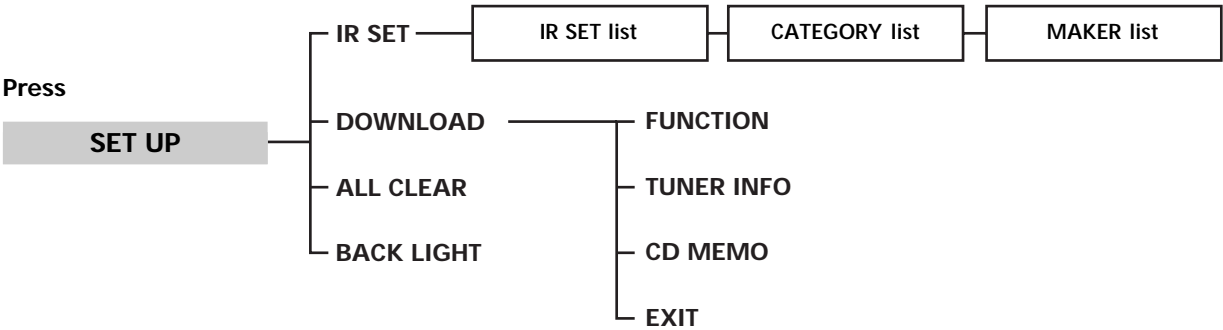 IR SET
IR SET list
CATEGORY list
MAKER list
Press
SET UP
DOWNLOAD
FUNCTION
ALL CLEAR
TUNER INFO
BACK LIGHT
CD MEMO
EXIT